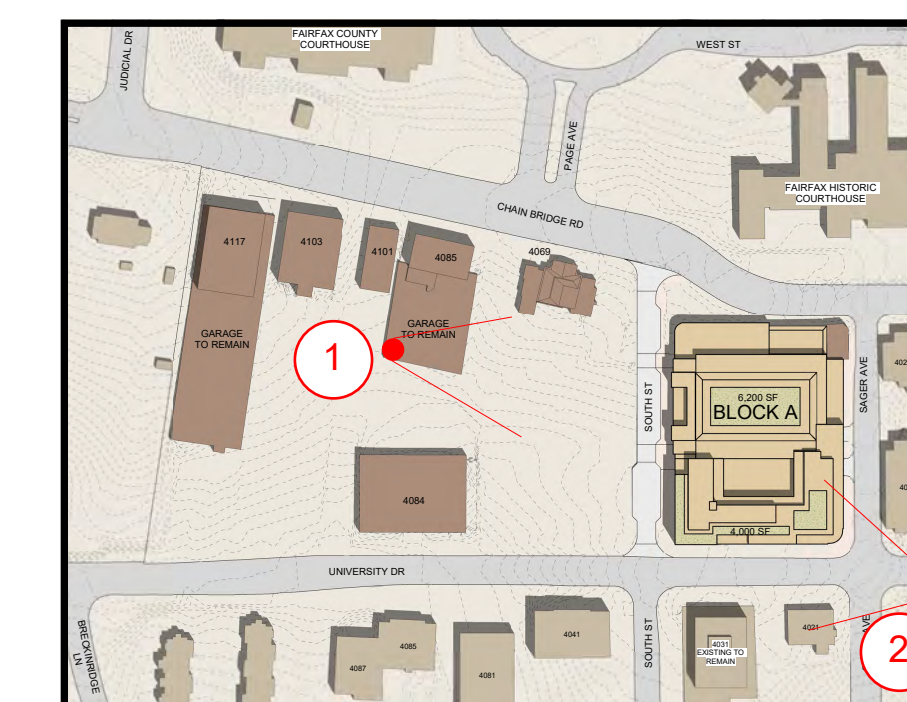 FAIRFAX COUNTY
COURTHOUSE
JUDICIAL DR
WEST ST
PAGE AVE
FAIRFAX HISTORIC
COURTHOUSE
CHAIN BRIDGE RD
4117
4103
4101
4085
4069
GARAGE
TO REMAIN
GARAGE
TO REMAIN
1
SOUTH ST
6,200 SF
BLOCK A
SAGER AVE
4084
4,000 SF
UNIVERSITY DR
BRECKINRIDGE
LN
4087
4085
4081
4041
SOUTH ST
4031
EXISTING TO
REMAIN
4021
AVE
2